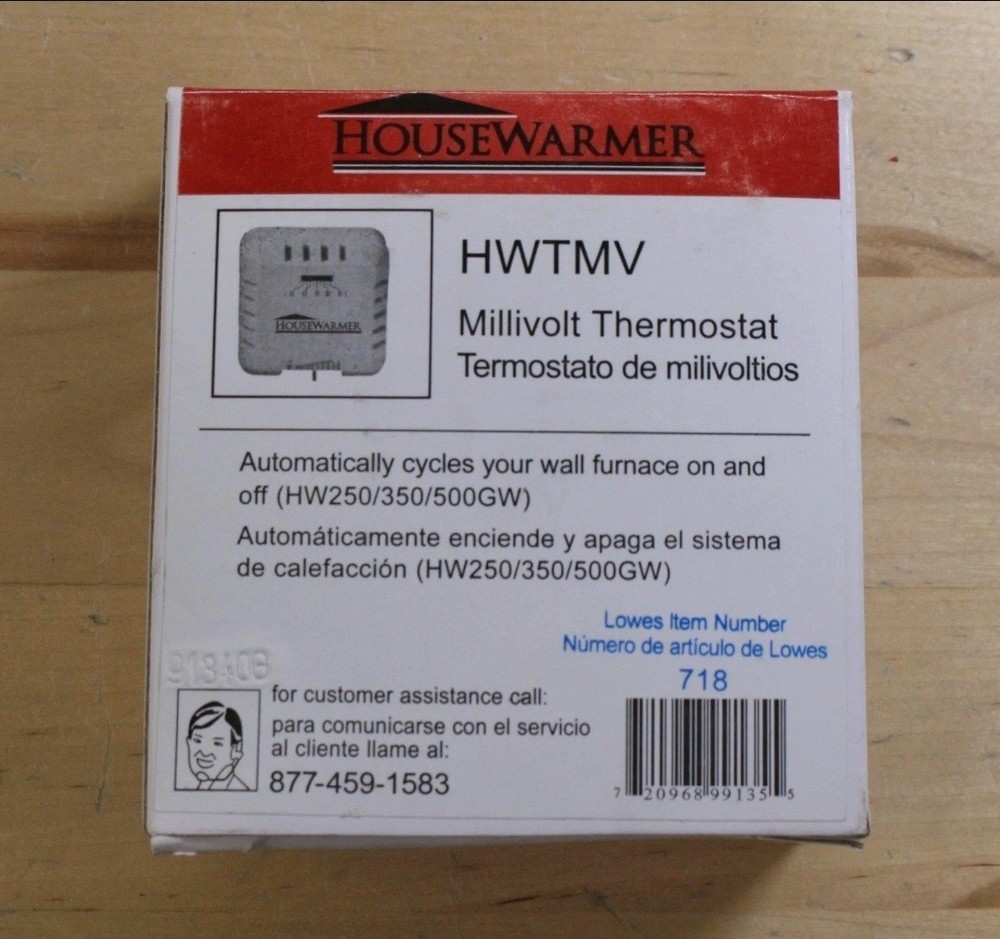 HOUSEWARMER
HWTMV
Millivolt Thermostat
Termostato de milivoltios
HOUSEWARMER
Automatically cycles your wall furnace on and
off (HW250/350/500GW)
Automáticamente enciende y apaga el sistema
de calefacción (HW250/350/500GW)
Lowes Item Number
Número de artículo de Lowes
718
for customer assistance call:
para comunicarse con el servicio
al cliente llame al:
877-459-1583
7 20968 99135 5